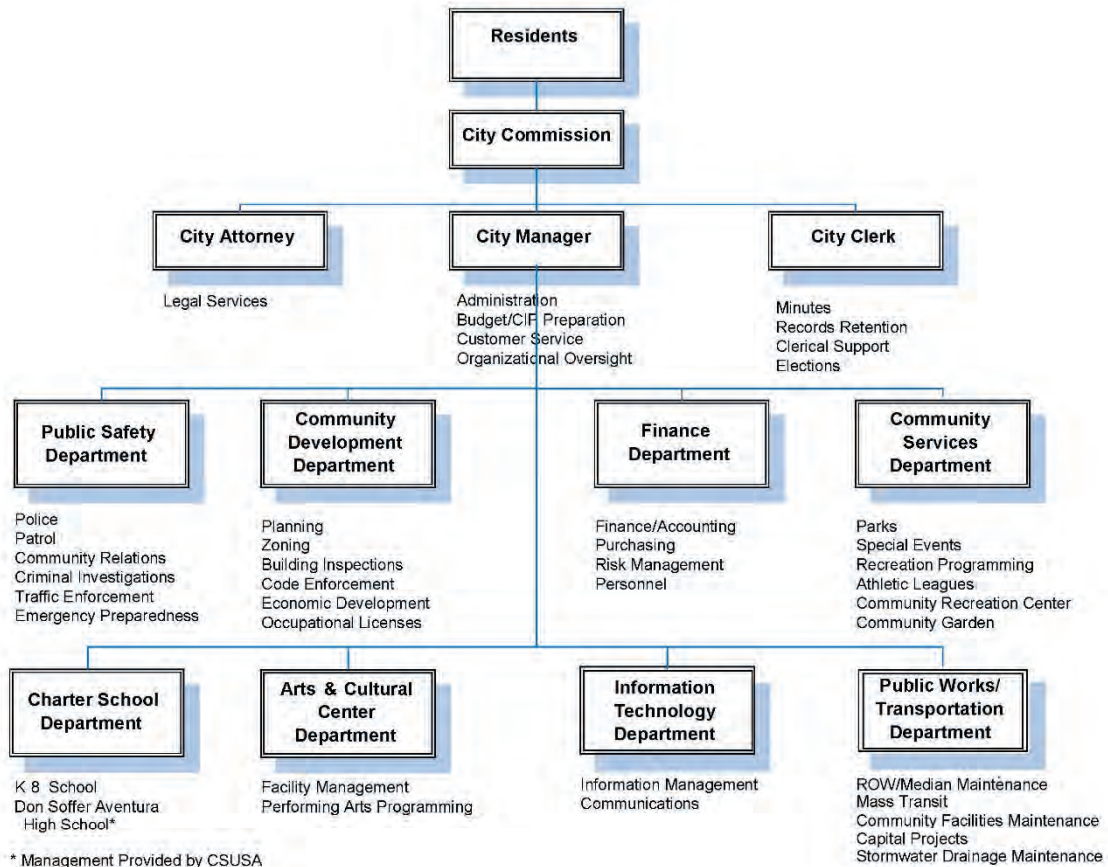 Residents
City Commission
City Attorney
Legal Services
City Manager
Administration
Budget/CIP Preparation
Customer Service
Organizational Oversight
City Clerk
Minutes
Records Retention
Clerical Support
Elections
Public Safety
Department
Police
Patrol
Community Relations
Criminal Investigations
Traffic Enforcement
Emergency Preparedness
Community
Development
Department
Planning
Zoning
Building Inspections
Code Enforcement
Economic Development
Occupational Licenses
Finance
Department
Finance/Accounting
Purchasing
Risk Management
Personnel
Community
Services
Department
Parks
Special Events
Recreation Programming
Athletic Leagues
Community Recreation Center
Community Garden
Charter School
Department
K 8 School
Don Soffer Aventura
High School*
Arts & Cultural
Center
Department
Facility Management
Performing Arts Programming
Information
Technology
Department
Information Management
Communications
Public Works/
Transportation
Department
ROW/Median Maintenance
Mass Transit
Community Facilities Maintenance
Capital Projects
Stormwater Drainage Maintenance
* Management Provided by CSUSA